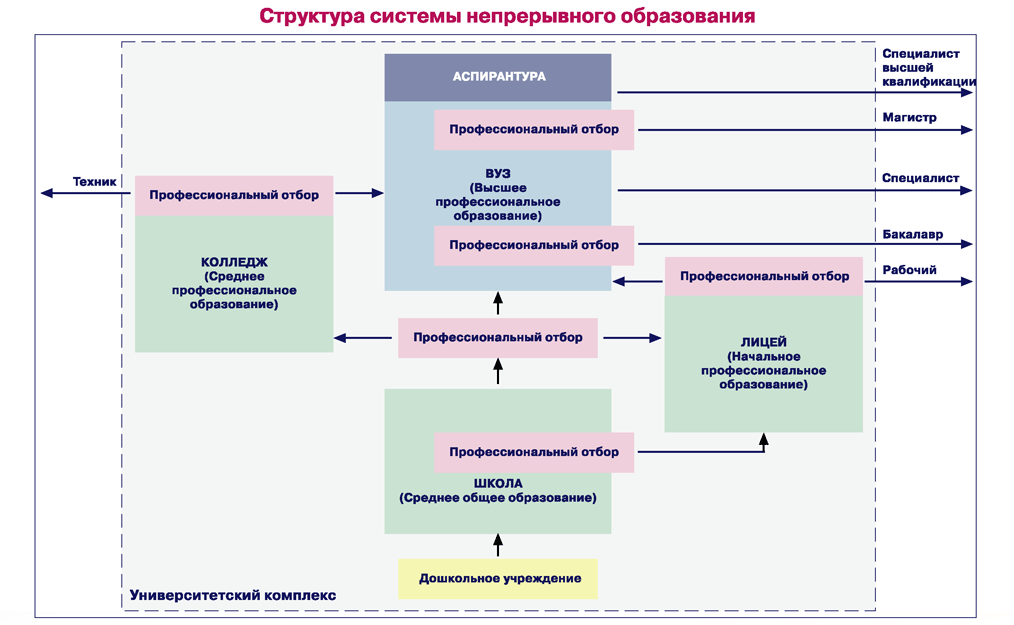 Структура системы непрерывного образования
АСПИРАНТУРА
Специалист
высшей
квалификации
Профессиональный отбор
Магистр
ВУЗ
(Высшее
профессиональное
образование)
Специалист
Техник
Профессиональный отбор
Профессиональный отбор
Бакалавр
КОЛЛЕДЖ
(Среднее
профессиональное
образование)
Профессиональный отбор
Рабочий
Профессиональный отбор
ЛИЦЕЙ
(Начальное
профессиональное
образование)
Профессиональный отбор
ШКОЛА
(Среднее общее образование)
Дошкольное учреждение
Университетский комплекс